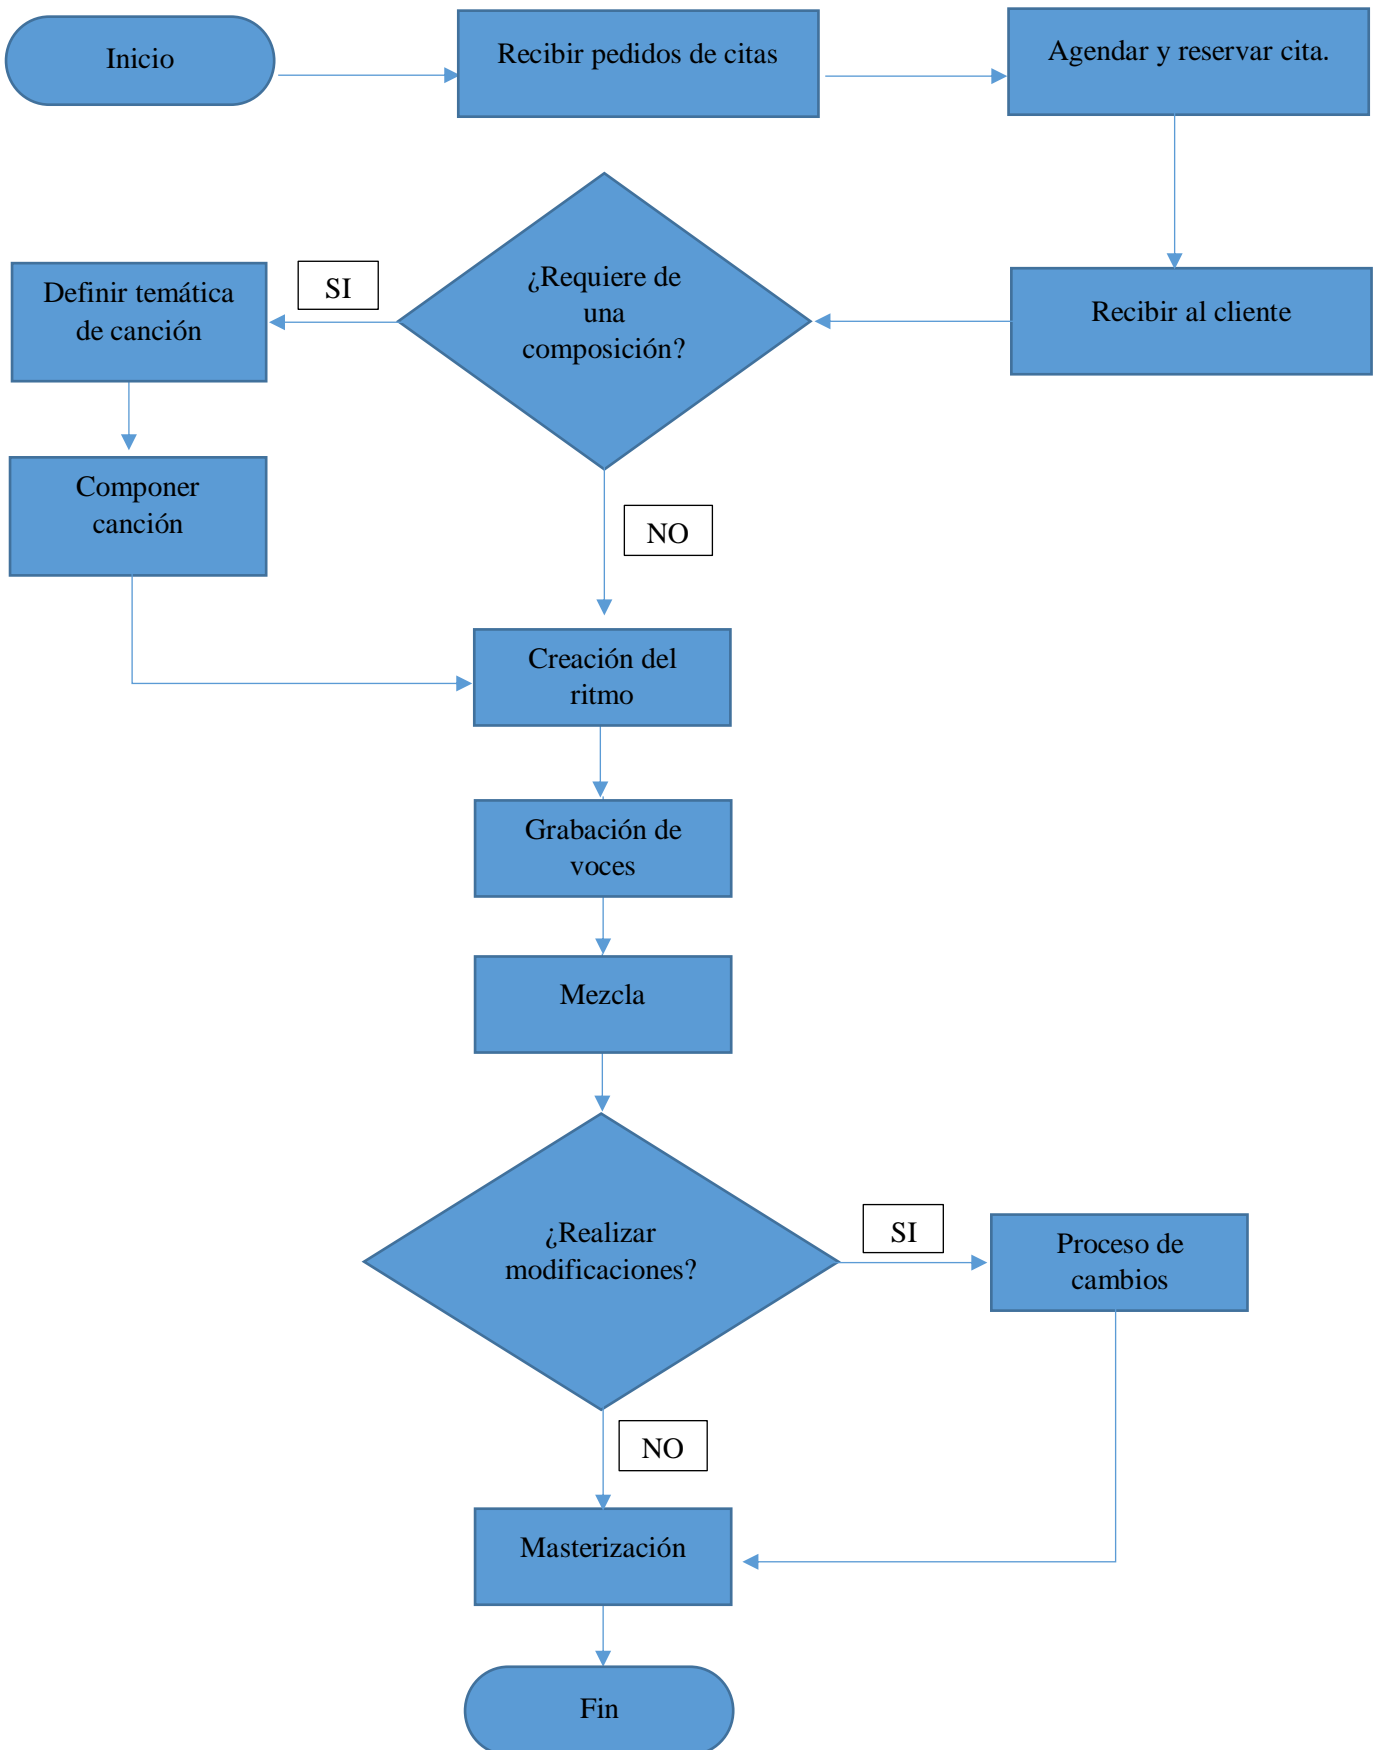 Inicio
Recibir pedidos de citas
Agendar y reservar cita.
Recibir al cliente
¿Requiere de
una
composición?
SI
Definir temática
de canción
Componer
canción
NO
Creación del
ritmo
Grabación de
voces
Mezcla
¿Realizar
modificaciones?
SI
Proceso de
cambios
NO
Masterización
Fin